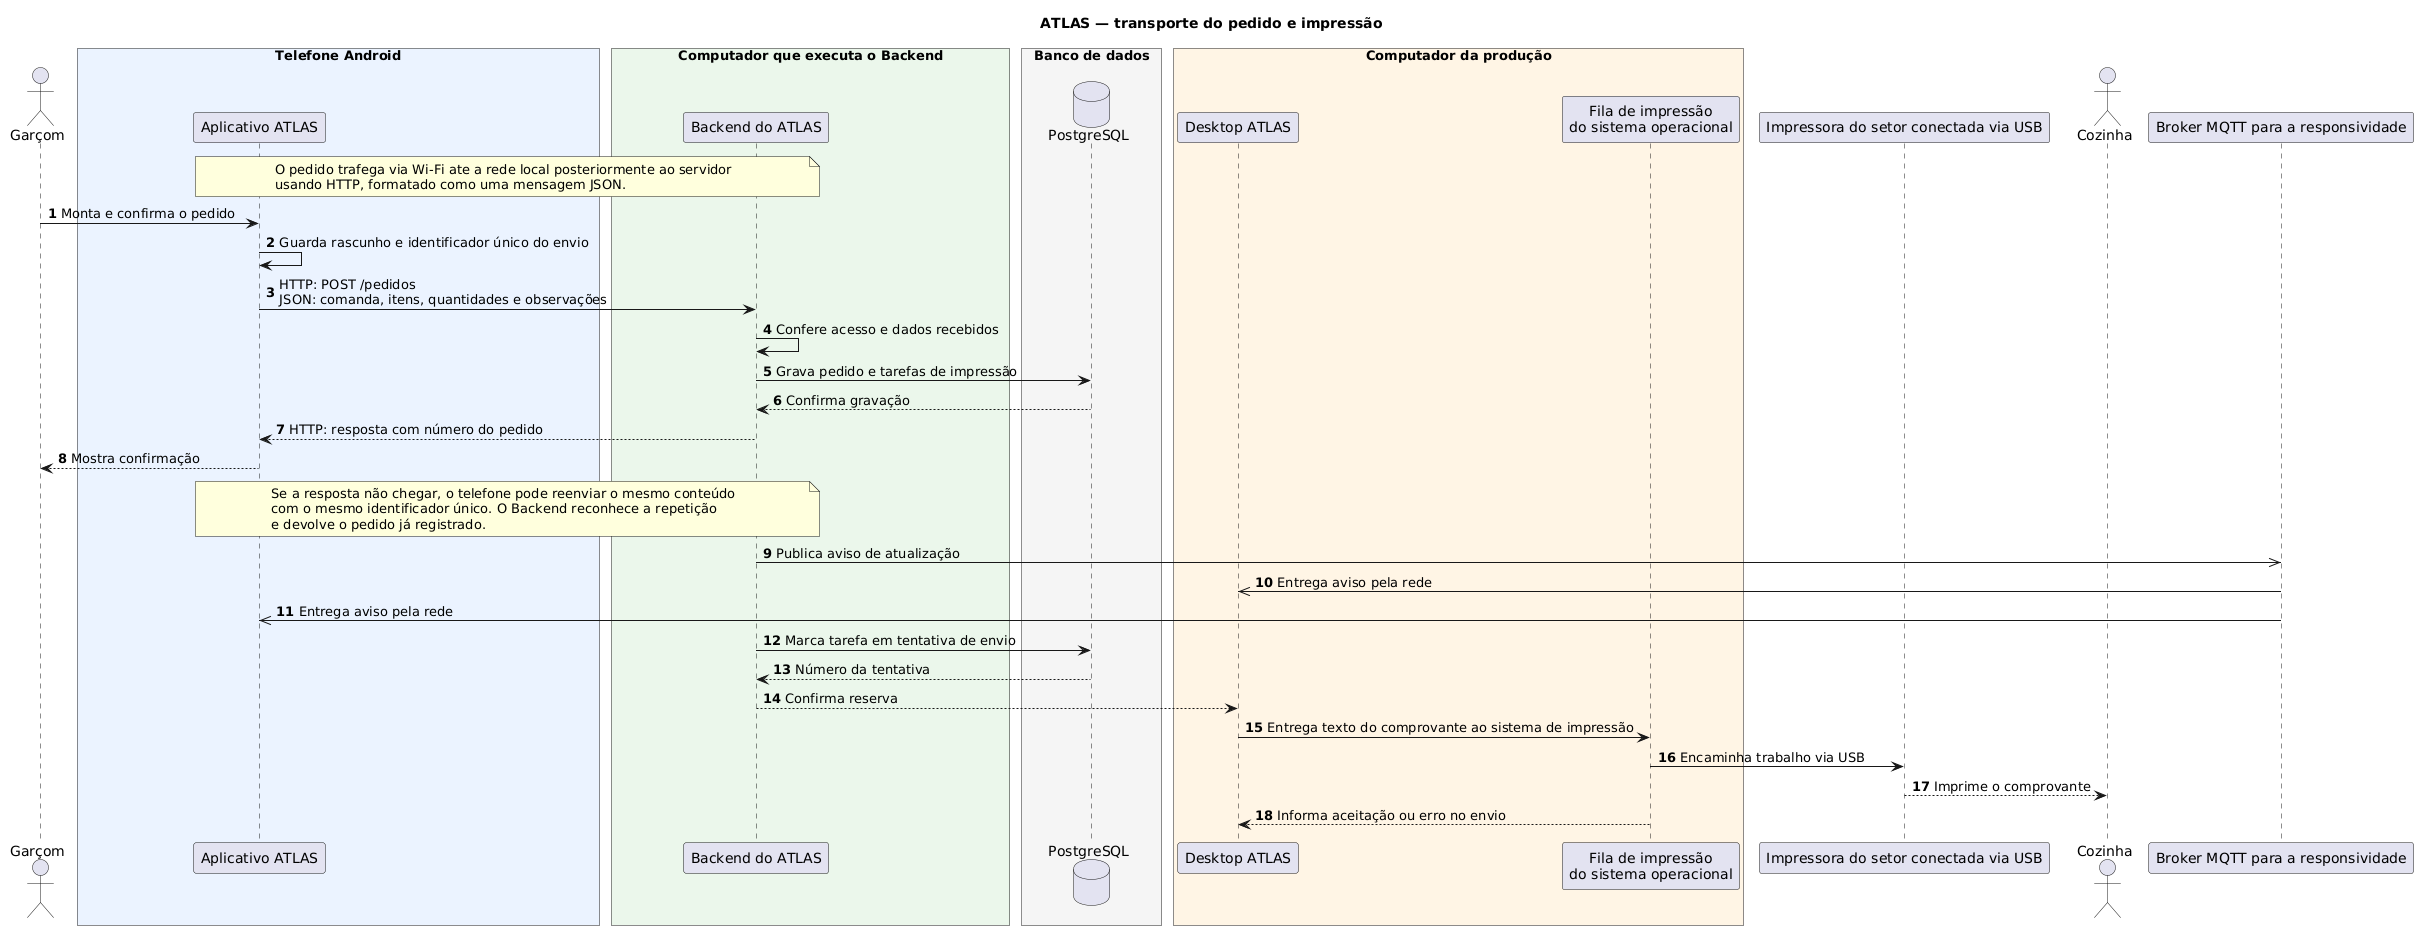 ATLAS — transporte do pedido e impressão
Telefone Android
Computador que executa o Backend
Banco de dados
Computador da produção
Garçom
Aplicativo ATLAS
Backend do ATLAS
PostgreSQL
Desktop ATLAS
Fila de impressão
do sistema operacional
Impressora do setor conectada via USB
Cozinha
Broker MQTT para a responsividade
O pedido trafega via Wi-Fi ate a rede local posteriormente ao servidor
usando HTTP, formatado como uma mensagem JSON.
1 Monta e confirma o pedido
2 Guarda rascunho e identificador único do envio
3 HTTP: POST /pedidos
JSON: comanda, itens, quantidades e observações
4 Confere acesso e dados recebidos
5 Grava pedido e tarefas de impressão
6 Confirma gravação
7 HTTP: resposta com número do pedido
8 Mostra confirmação
Se a resposta não chegar, o telefone pode reenviar o mesmo conteúdo
com o mesmo identificador único. O Backend reconhece a repetição
e devolve o pedido já registrado.
9 Publica aviso de atualização
10 Entrega aviso pela rede
11 Entrega aviso pela rede
12 Marca tarefa em tentativa de envio
13 Número da tentativa
14 Confirma reserva
15 Entrega texto do comprovante ao sistema de impressão
16 Encaminha trabalho via USB
17 Imprime o comprovante
18 Informa aceitação ou erro no envio
Garçom
Aplicativo ATLAS
Backend do ATLAS
PostgreSQL
Desktop ATLAS
Fila de impressão
do sistema operacional
Impressora do setor conectada via USB
Cozinha
Broker MQTT para a responsividade